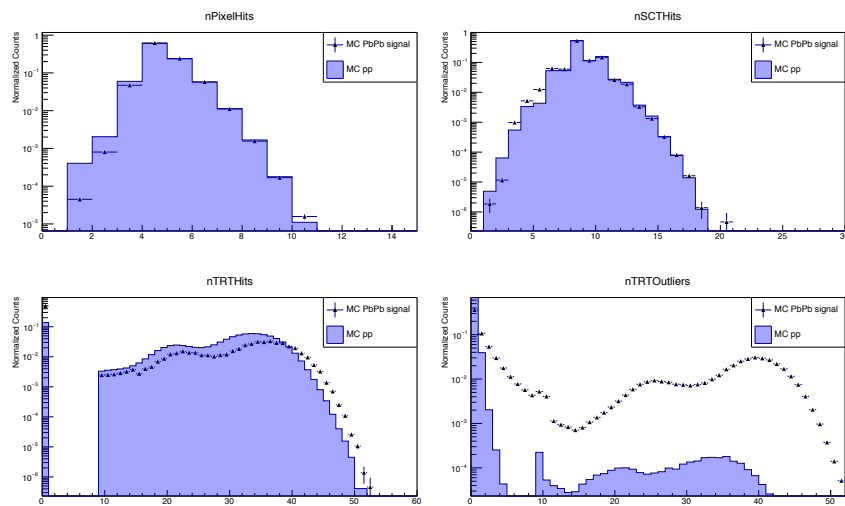 nPixelHits
Normalized Counts
MC PbPb signal
MC pp
1
10⁻¹
10⁻²
10⁻³
10⁻⁴
10⁻⁵
0 2 4 6 8 10 12 14
nSCTHits
Normalized Counts
MC PbPb signal
MC pp
1
10⁻¹
10⁻²
10⁻³
10⁻⁴
10⁻⁵
10⁻⁶
0 5 10 15 20 25 30
nTRTHits
Normalized Counts
MC PbPb signal
MC pp
10⁻¹
10⁻²
10⁻³
10⁻⁴
10⁻⁵
10⁻⁶
0 10 20 30 40 50 60
nTRTOutliers
Normalized Counts
MC PbPb signal
MC pp
10⁻¹
10⁻²
10⁻³
10⁻⁴
0 10 20 30 40 50